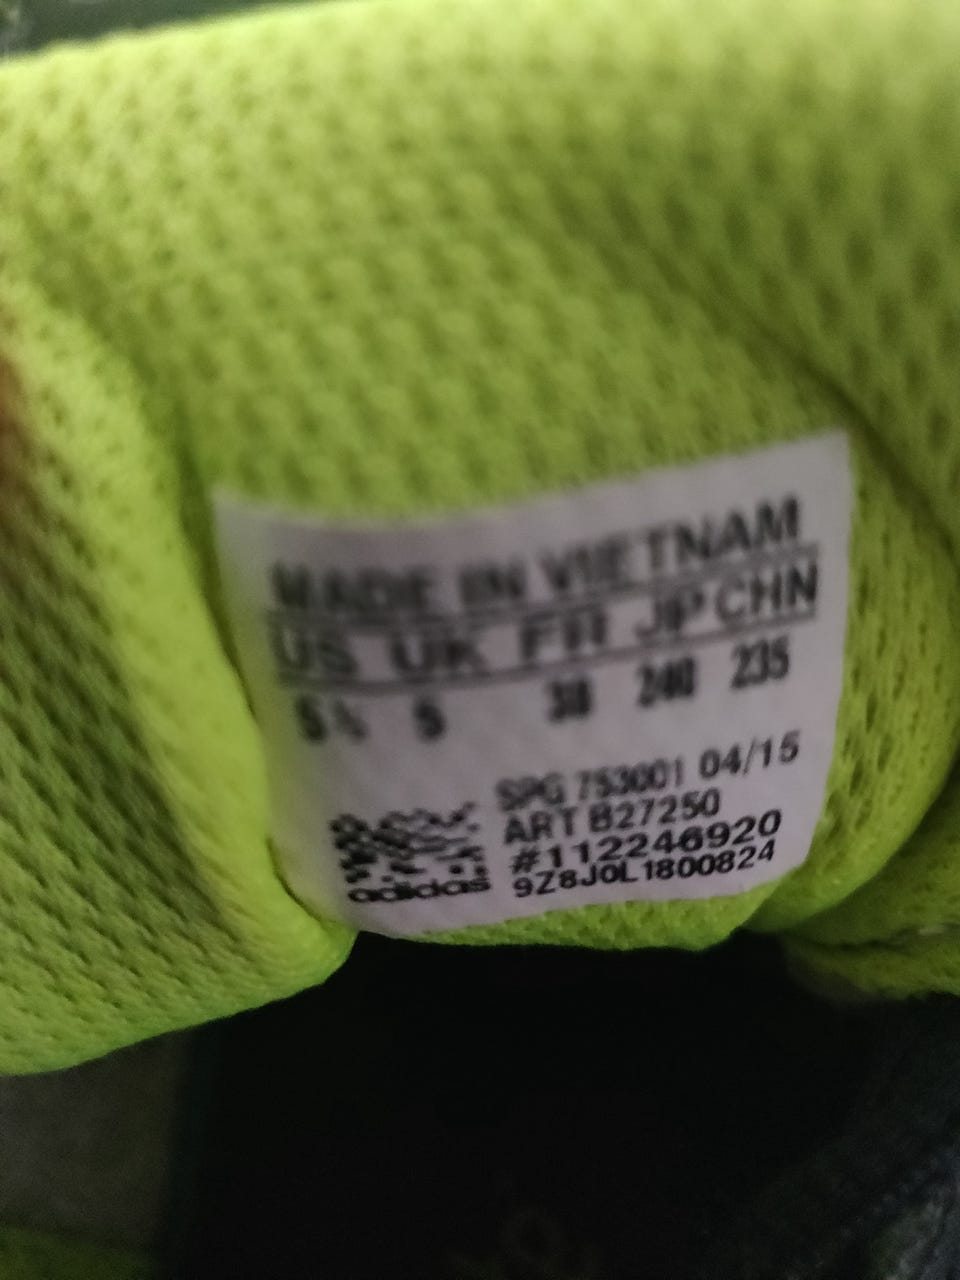 MADE IN VIETNAM
US UK FR JP CHN
5½ 5 38 240 235
SPG 753001 04/15
ART B27250
#112246920
9Z8J0L1800824
adidas